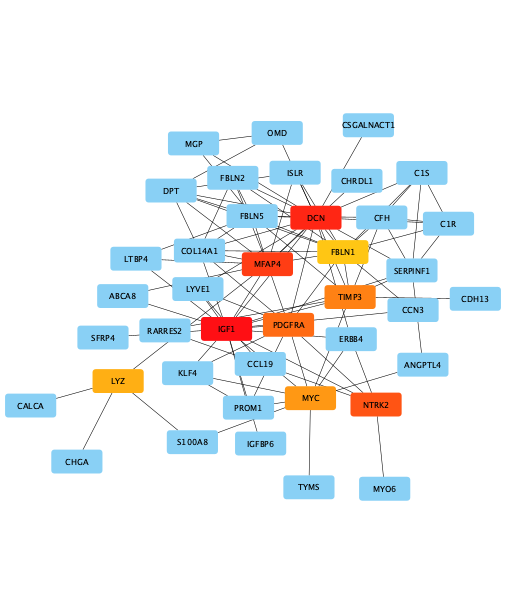 CSGALNACT1
OMD
MGP
ISLR
C1S
FBLN2
CHRDL1
DPT
FBLN5
DCN
CFH
C1R
COL14A1
FBLN1
LTBP4
MFAP4
SERPINF1
LYVE1
ABCA8
TIMP3
CDH13
CCN3
RARRES2
IGF1
PDGFRA
SFRP4
ERBB4
CCL19
ANGPTL4
KLF4
LYZ
CALCA
PROM1
MYC
NTRK2
S100A8
IGFBP6
CHGA
TYMS
MYO6